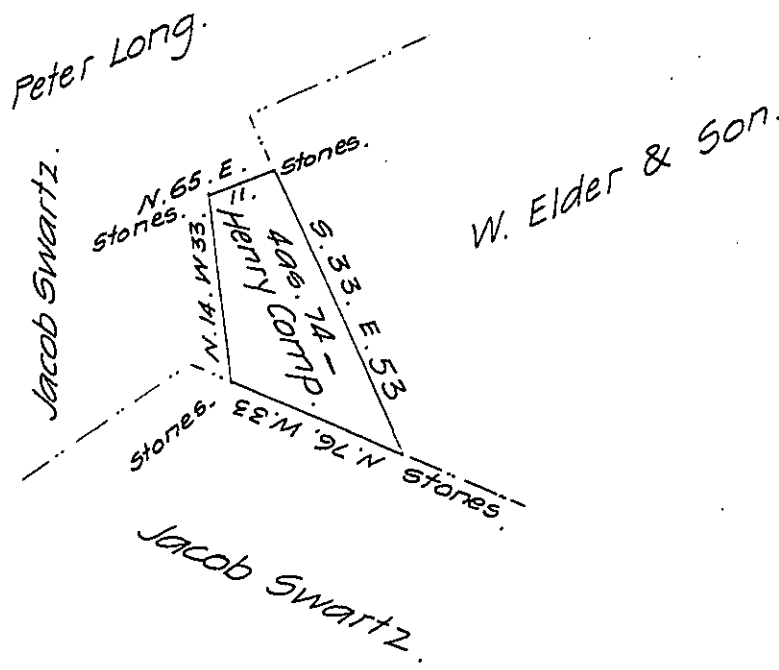 Peter Long.
Jacob Swartz.
W. Elder & Son.
N. 65. E.
11.
Stones.
Stones.
N. 14. W 33.
Henry Comp.
4as. 74 -
S. 33. E. 53
N. 76. W. 33
Stones.
Stones.
Jacob Swartz.